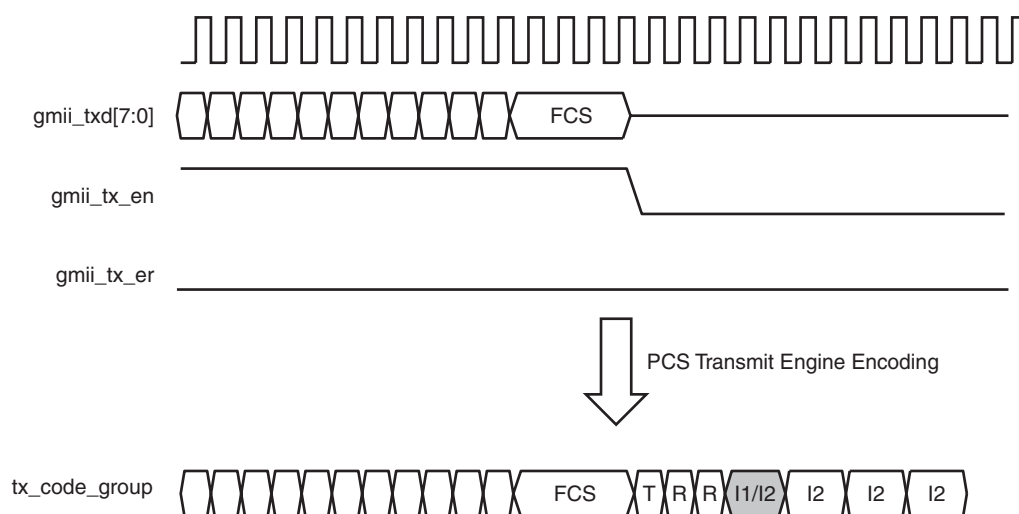 gmii_txd[7:0] FCS
gmii_tx_en
gmii_tx_er
PCS Transmit Engine Encoding
tx_code_group FCS T R R I1/I2 I2 I2 I2